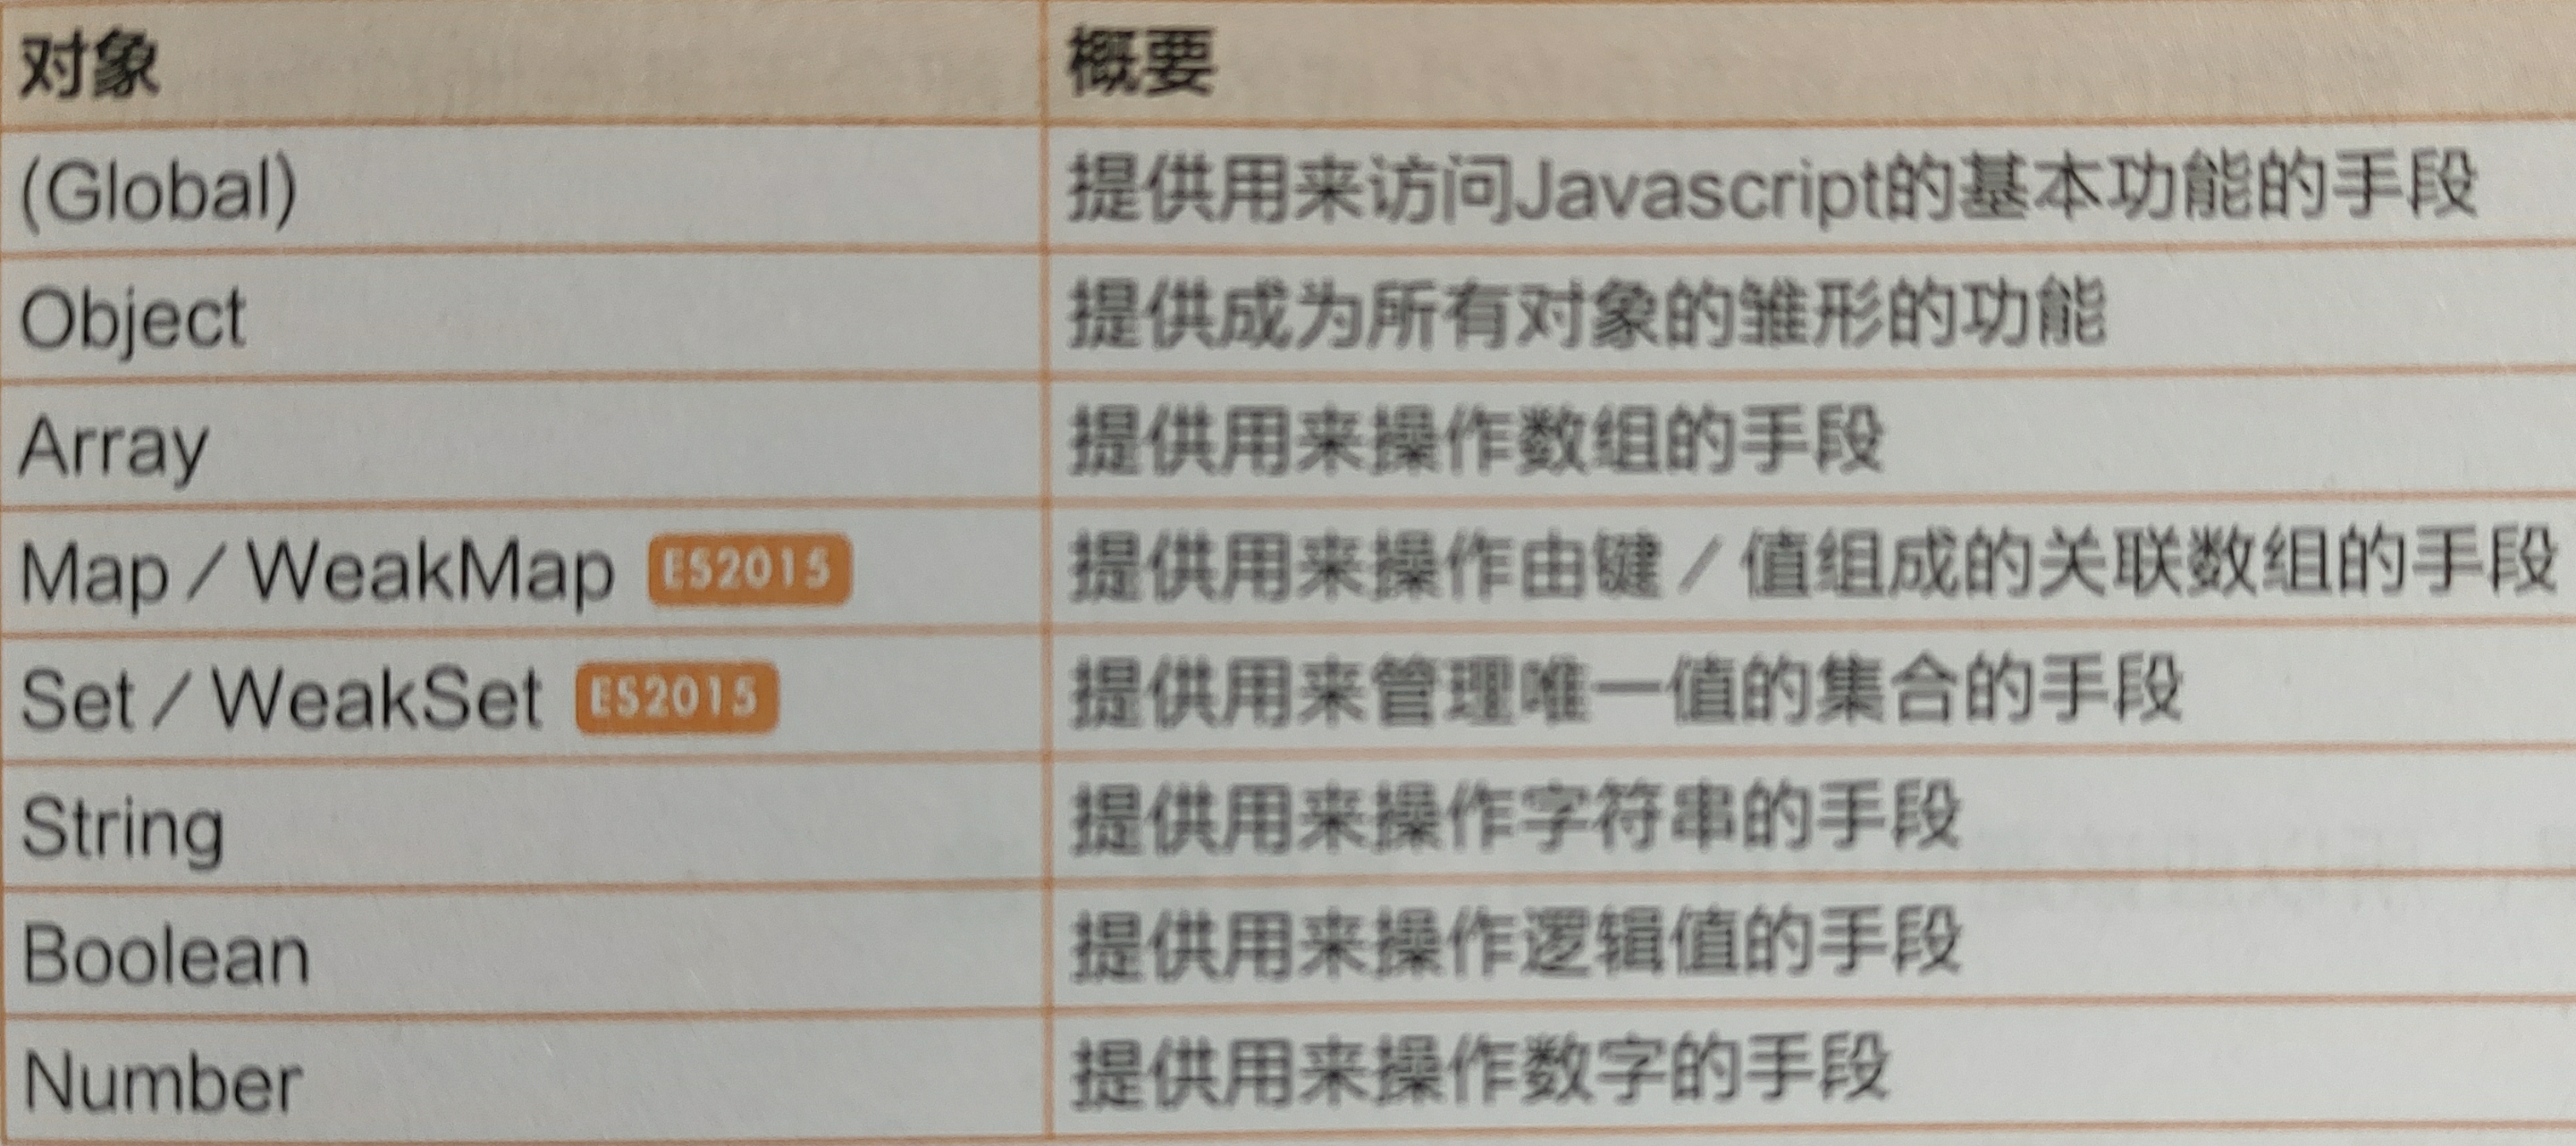 对象 概要
(Global) 提供用来访问Javascript的基本功能的手段
Object 提供成为所有对象的雏形的功能
Array 提供用来操作数组的手段
Map / WeakMap ES2015 提供用来操作由键 / 值组成的关联数组的手段
Set / WeakSet ES2015 提供用来管理唯一值的集合的手段
String 提供用来操作字符串的手段
Boolean 提供用来操作逻辑值的手段
Number 提供用来操作数字的手段